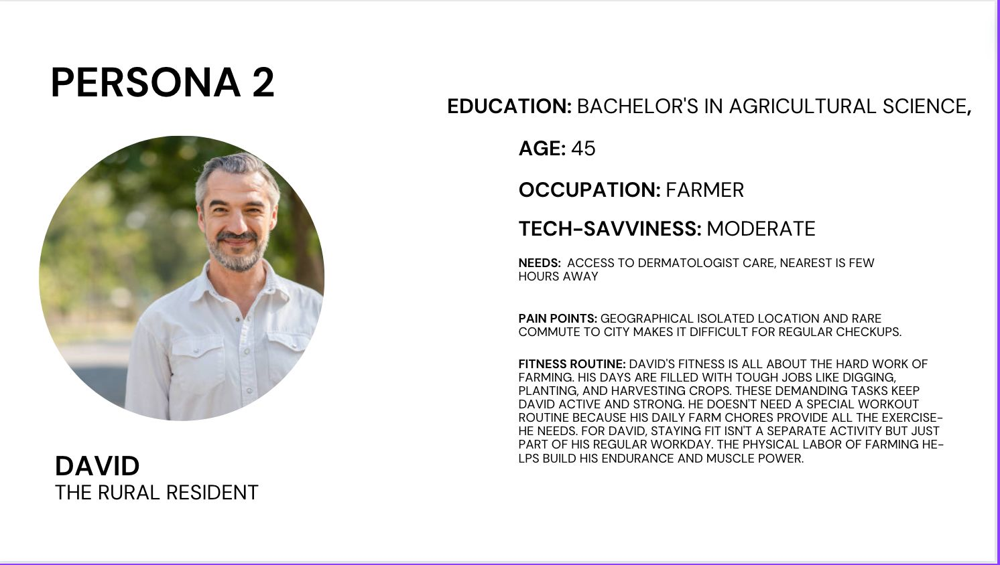 PERSONA 2
DAVID
THE RURAL RESIDENT
EDUCATION: BACHELOR'S IN AGRICULTURAL SCIENCE,
AGE: 45
OCCUPATION: FARMER
TECH-SAVVINESS: MODERATE
NEEDS: ACCESS TO DERMATOLOGIST CARE, NEAREST IS FEW
HOURS AWAY
PAIN POINTS: GEOGRAPHICAL ISOLATED LOCATION AND RARE
COMMUTE TO CITY MAKES IT DIFFICULT FOR REGULAR CHECKUPS.
FITNESS ROUTINE: DAVID'S FITNESS IS ALL ABOUT THE HARD WORK OF
FARMING. HIS DAYS ARE FILLED WITH TOUGH JOBS LIKE DIGGING,
PLANTING, AND HARVESTING CROPS. THESE DEMANDING TASKS KEEP
DAVID ACTIVE AND STRONG. HE DOESN'T NEED A SPECIAL WORKOUT
ROUTINE BECAUSE HIS DAILY FARM CHORES PROVIDE ALL THE EXERCISE-
HE NEEDS. FOR DAVID, STAYING FIT ISN'T A SEPARATE ACTIVITY BUT JUST
PART OF HIS REGULAR WORKDAY. THE PHYSICAL LABOR OF FARMING HE-
LPS BUILD HIS ENDURANCE AND MUSCLE POWER.